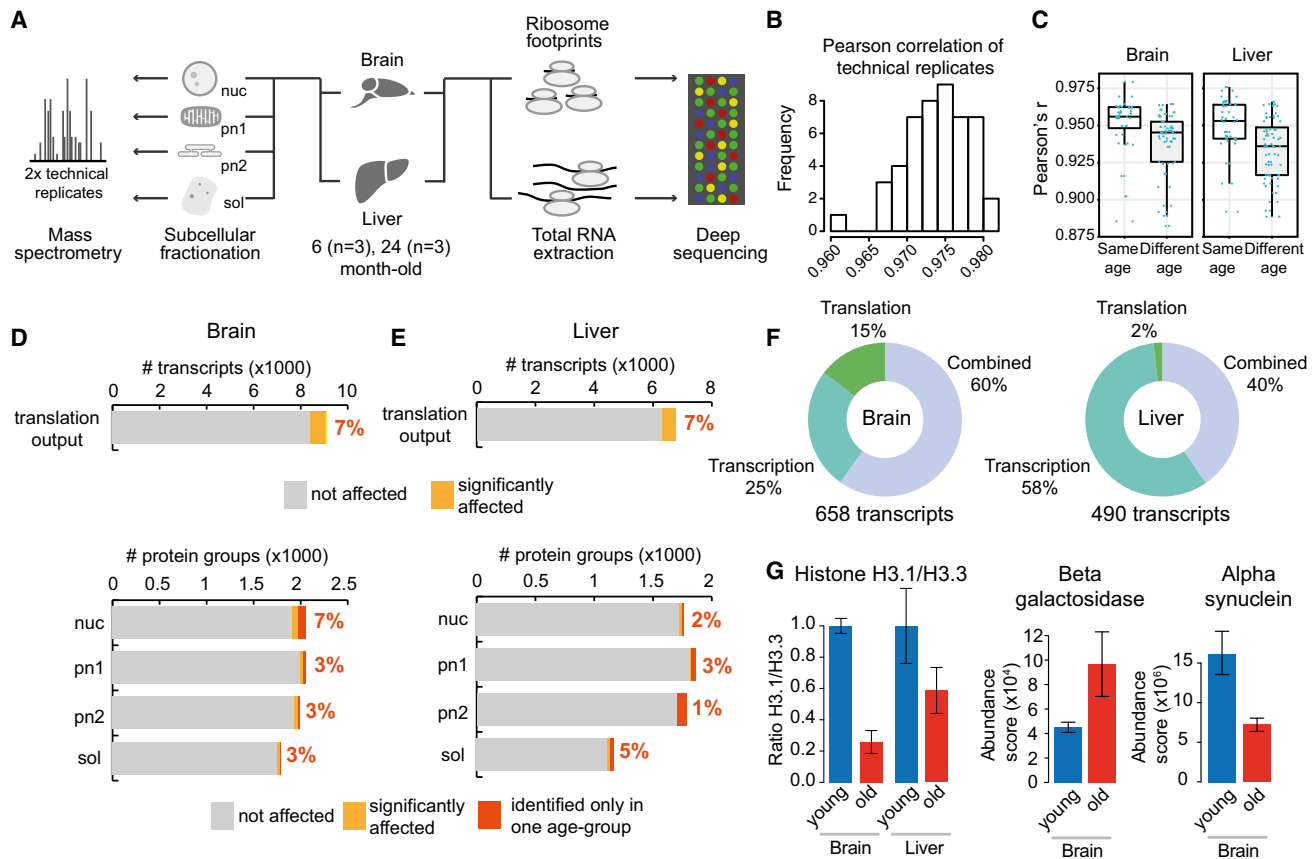 A
Brain
Ribosome
footprints
nuc
pn1
pn2
sol
2x technical
replicates
Liver
Mass
spectrometry
Subcellular
fractionation
6 (n=3), 24 (n=3)
month-old
Total RNA
extraction
Deep
sequencing
B
Pearson correlation of
technical replicates
Frequency
0 2 4 6 8
0.960 0.965 0.970 0.975 0.980
C
Brain Liver
Pearson's r
0.975
0.950
0.925
0.900
0.875
Same
age
Different
age
Same
age
Different
age
D
Brain
# transcripts (x1000)
0 2 4 6 8 10
translation
output
7%
E
Liver
# transcripts (x1000)
0 2 4 6 8
translation
output
7%
not affected
significantly
affected
# protein groups (x1000)
0 0.5 1 1.5 2 2.5
nuc 7%
pn1 3%
pn2 3%
sol 3%
# protein groups (x1000)
0 1 1 2 2
nuc 2%
pn1 3%
pn2 1%
sol 5%
not affected
significantly
affected
identified only in
one age-group
F
Translation
15%
Combined
60%
Brain
Transcription
25%
658 transcripts
Translation
2%
Combined
40%
Liver
Transcription
58%
490 transcripts
G
Histone H3.1/H3.3
Ratio H3.1/H3.3
1.0
0.8
0.6
0.4
0.2
0.0
young
old
young
old
Brain
Liver
Beta
galactosidase
Abundance
score (x10⁴)
12
10
8
6
4
2
0
young
old
Brain
Alpha
synuclein
Abundance
score (x10⁶)
15
10
5
0
young
old
Brain